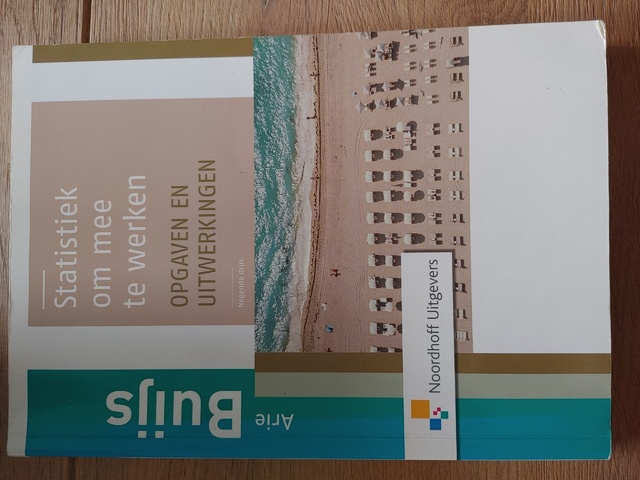 Statistiek
om mee
te werken
OPGAVEN EN
UITWERKINGEN
Negende druk
Arie
Buijs
Noordhoff Uitgevers